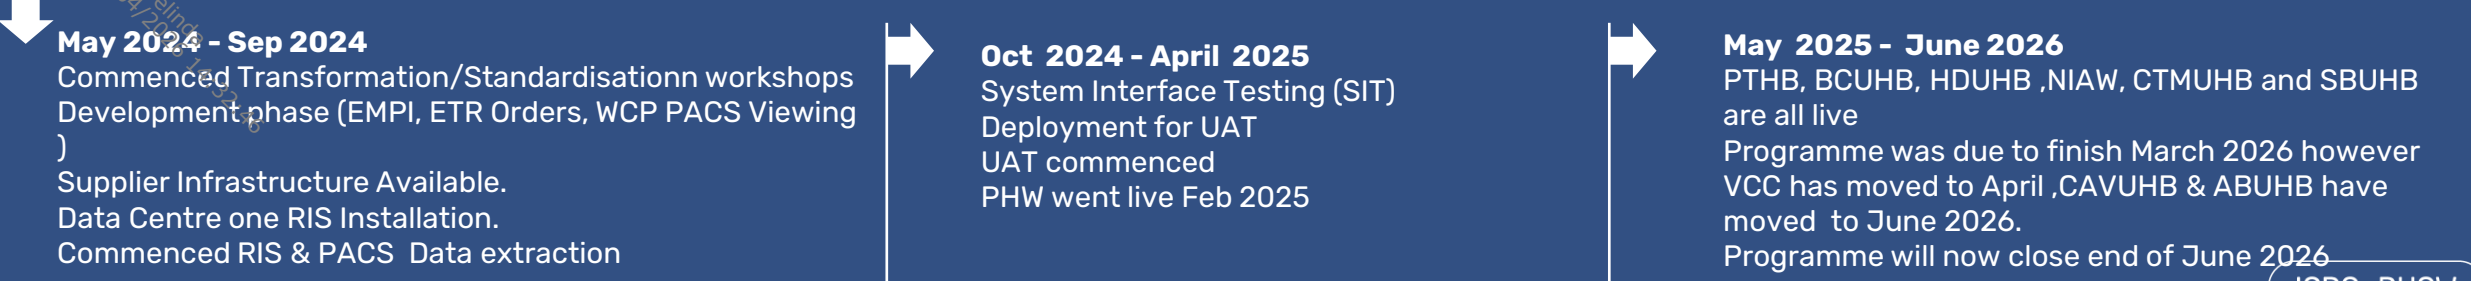 May 2024 - Sep 2024
Commenced Transformation/Standardisationn workshops
Development phase (EMPI, ETR Orders, WCP PACS Viewing
)
Supplier Infrastructure Available.
Data Centre one RIS Installation.
Commenced RIS & PACS Data extraction
Oct 2024 - April 2025
System Interface Testing (SIT)
Deployment for UAT
UAT commenced
PHW went live Feb 2025
May 2025 - June 2026
PTHB, BCUHB, HDUHB ,NIAW, CTMUHB and SBUHB
are all live
Programme was due to finish March 2026 however
VCC has moved to April ,CAVUHB & ABUHB have
moved to June 2026.
Programme will now close end of June 2026